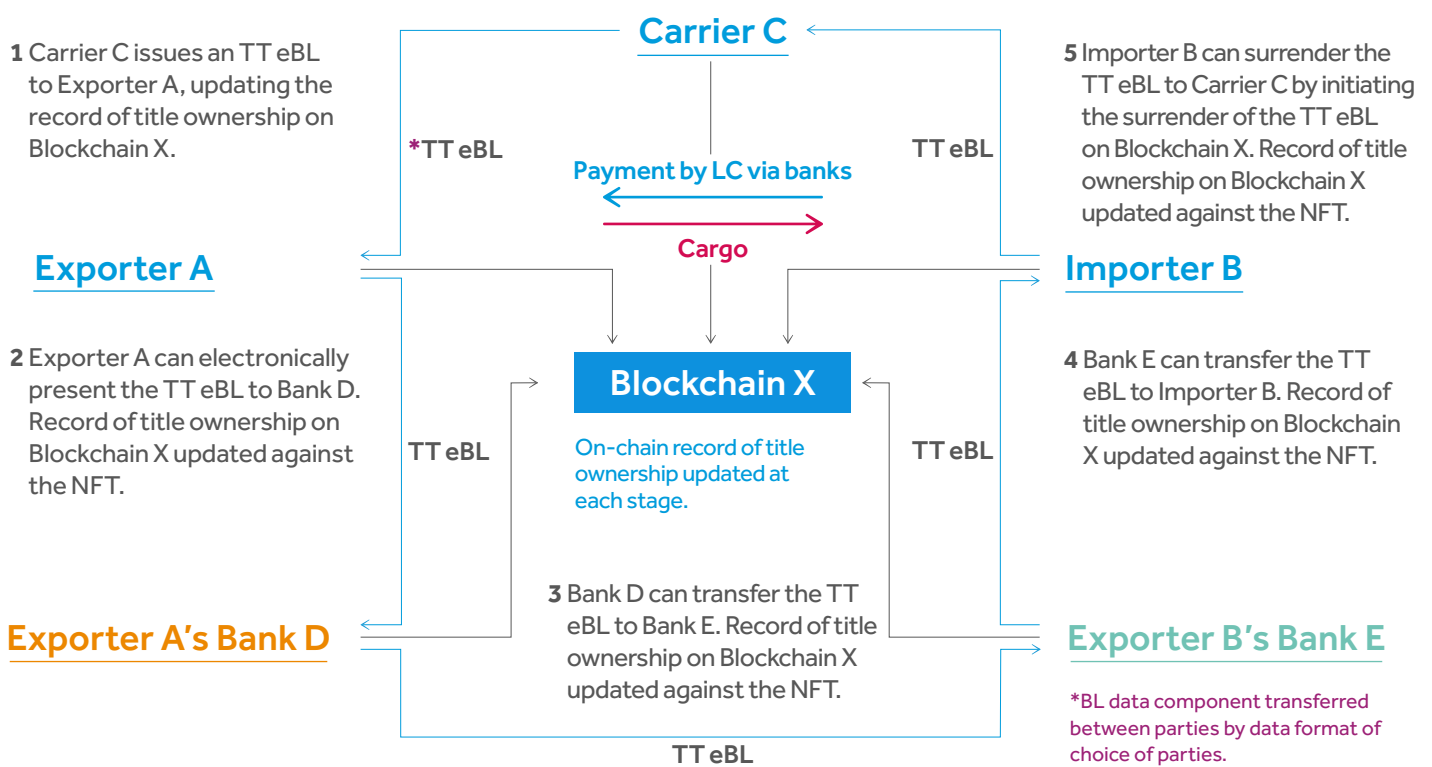 Carrier C
1 Carrier C issues an TT eBL
to Exporter A, updating the
record of title ownership on
Blockchain X.
*TT eBL
Payment by LC via banks
Cargo
TT eBL
5 Importer B can surrender the
TT eBL to Carrier C by initiating
the surrender of the TT eBL
on Blockchain X. Record of title
ownership on Blockchain X
updated against the NFT.
Exporter A
Importer B
2 Exporter A can electronically
present the TT eBL to Bank D.
Record of title ownership on
Blockchain X updated against
the NFT.
TT eBL
Blockchain X
On-chain record of title
ownership updated at
each stage.
TT eBL
4 Bank E can transfer the TT
eBL to Importer B. Record of
title ownership on Blockchain
X updated against the NFT.
3 Bank D can transfer the TT
eBL to Bank E. Record of title
ownership on Blockchain X
updated against the NFT.
Exporter A’s Bank D
Exporter B’s Bank E
TT eBL
*BL data component transferred
between parties by data format of
choice of parties.